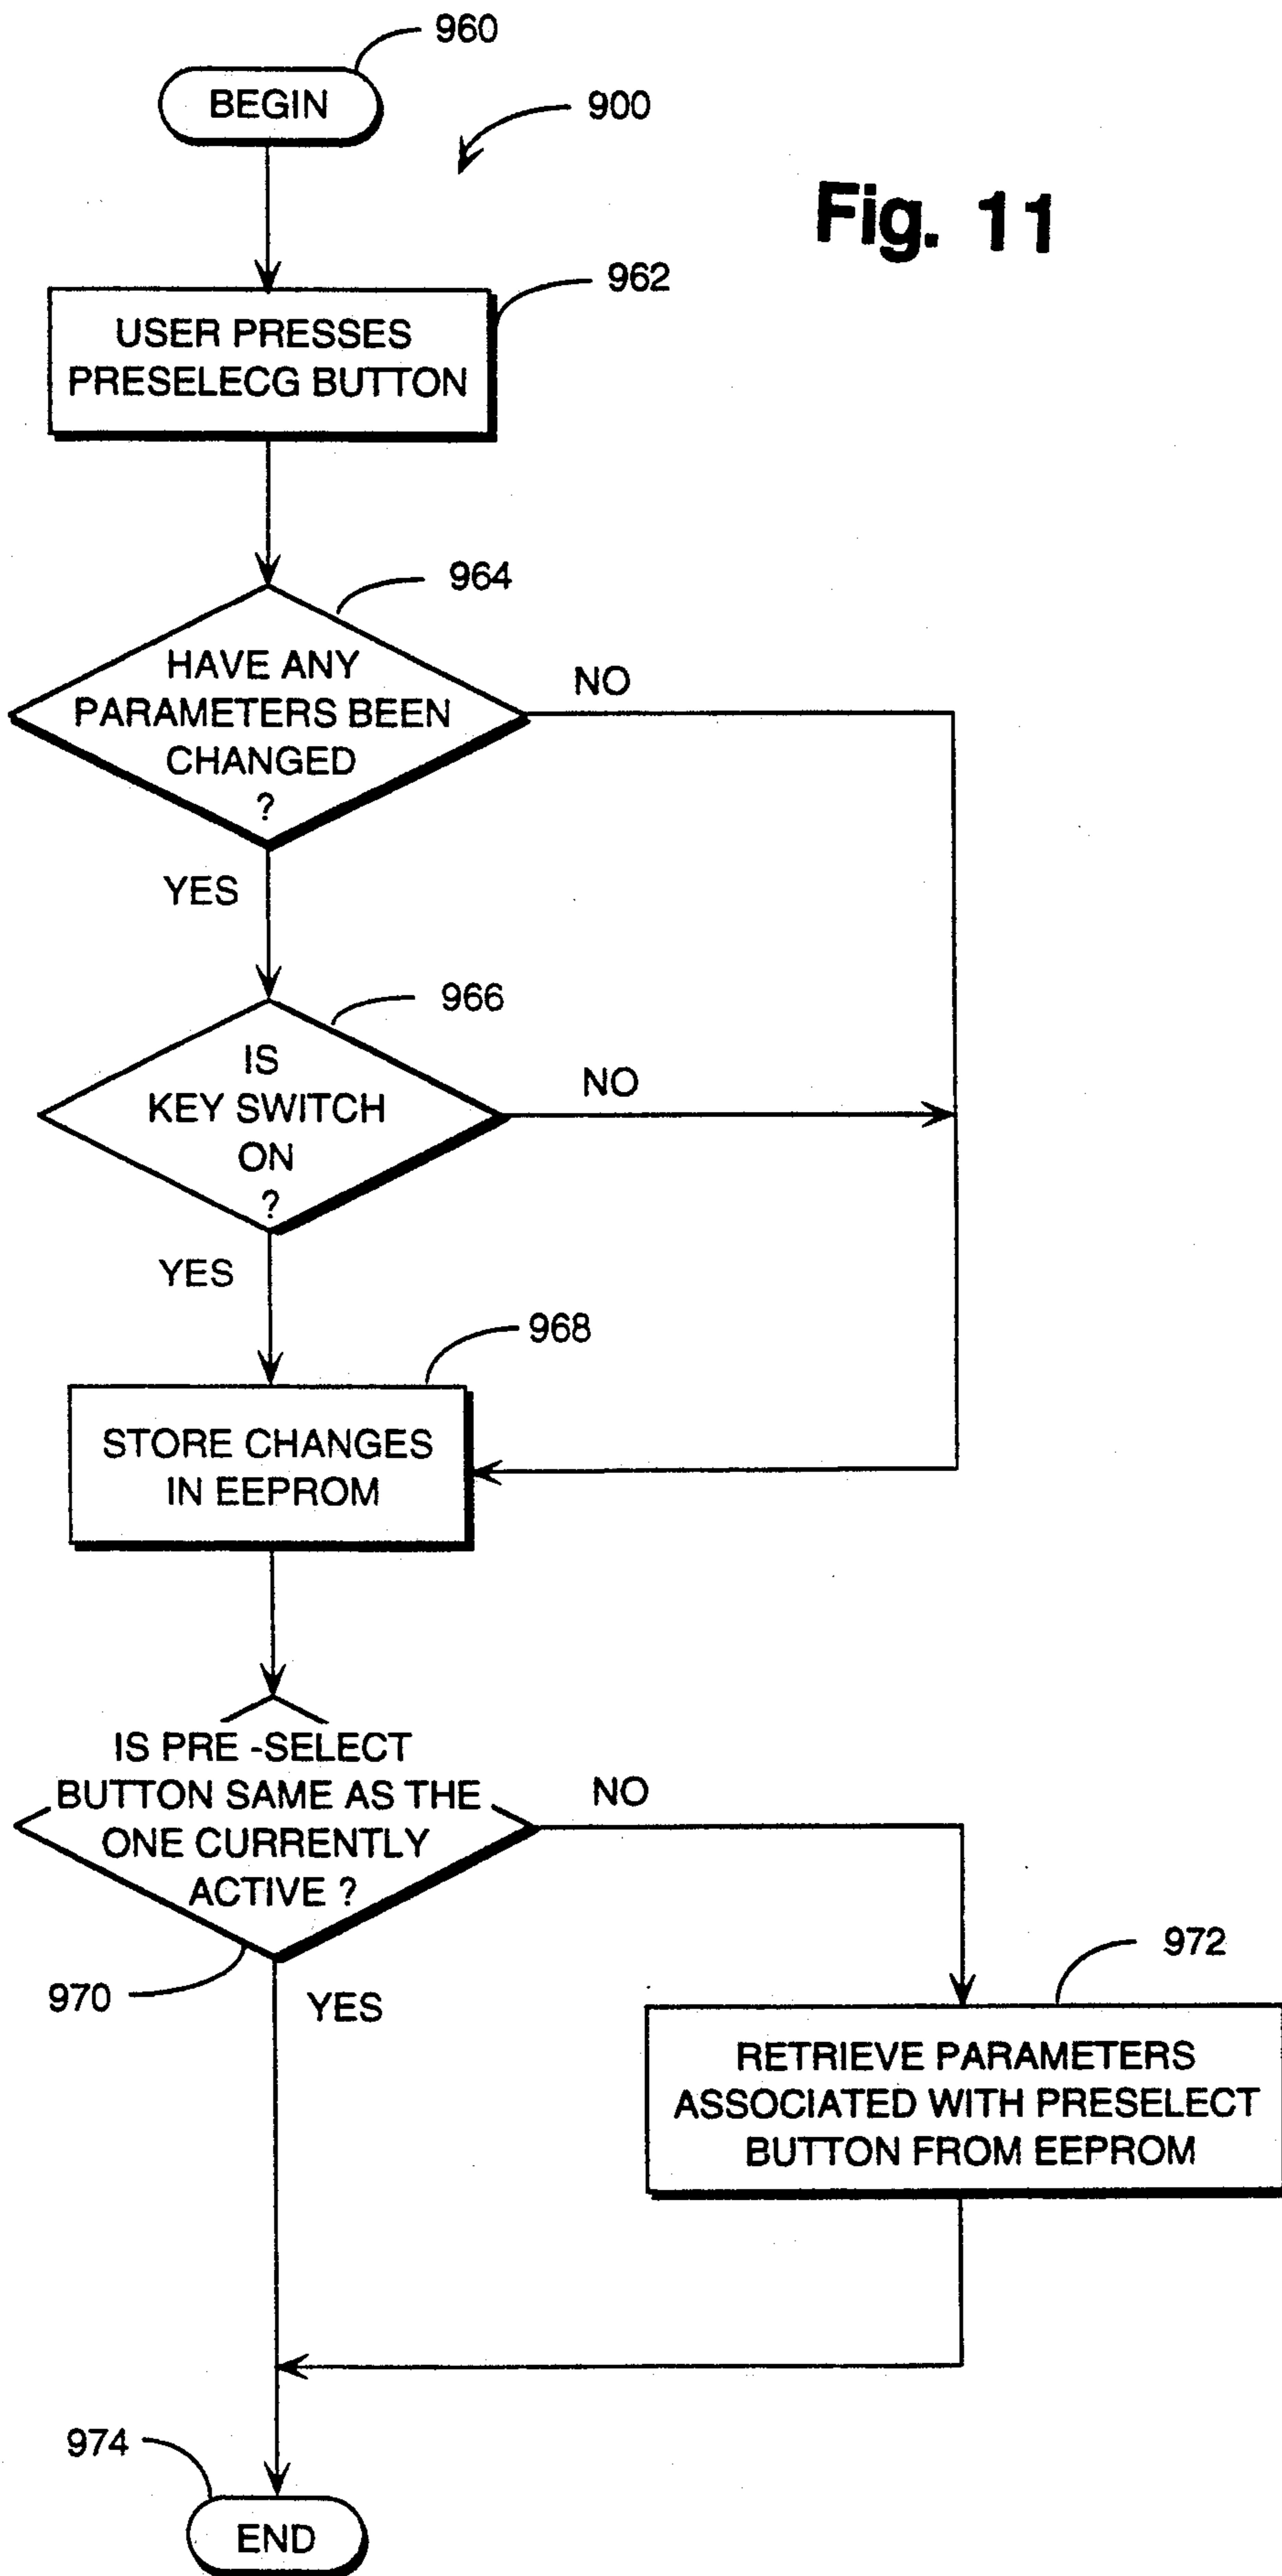 960
BEGIN
900
Fig. 11
962
USER PRESSES
PRESELECG BUTTON
964
HAVE ANY
PARAMETERS BEEN
CHANGED
?
NO
YES
966
IS
KEY SWITCH
ON
?
NO
YES
968
STORE CHANGES
IN EEPROM
IS PRE -SELECT
BUTTON SAME AS THE
ONE CURRENTLY
ACTIVE ?
NO
970
YES
972
RETRIEVE PARAMETERS
ASSOCIATED WITH PRESELECT
BUTTON FROM EEPROM
974
END